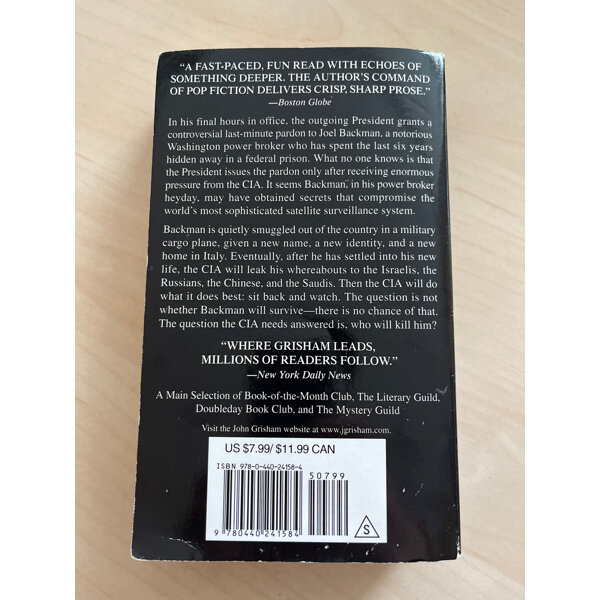 “A FAST-PACED, FUN READ WITH ECHOES OF
SOMETHING DEEPER. THE AUTHOR'S COMMAND
OF POP FICTION DELIVERS CRISP, SHARP PROSE.”
—Boston Globe
In his final hours in office, the outgoing President grants a
controversial last-minute pardon to Joel Backman, a notorious
Washington power broker who has spent the last six years
hidden away in a federal prison. What no one knows is that
the President issues the pardon only after receiving enormous
pressure from the CIA. It seems Backman, in his power broker
heyday, may have obtained secrets that compromise the
world's most sophisticated satellite surveillance system.
Backman is quietly smuggled out of the country in a military
cargo plane, given a new name, a new identity, and a new
home in Italy. Eventually, after he has settled into his new
life, the CIA will leak his whereabouts to the Israelis, the
Russians, the Chinese, and the Saudis. Then the CIA will do
what it does best: sit back and watch. The question is not
whether Backman will survive—there is no chance of that.
The question the CIA needs answered is, who will kill him?
“WHERE GRISHAM LEADS,
MILLIONS OF READERS FOLLOW.”
—New York Daily News
A Main Selection of Book-of-the-Month Club, The Literary Guild,
Doubleday Book Club, and The Mystery Guild
Visit the John Grisham website at www.jgrisham.com.
US $7.99/ $11.99 CAN
ISBN 978-0-440-24158-4
50799
9 780440 241584
S